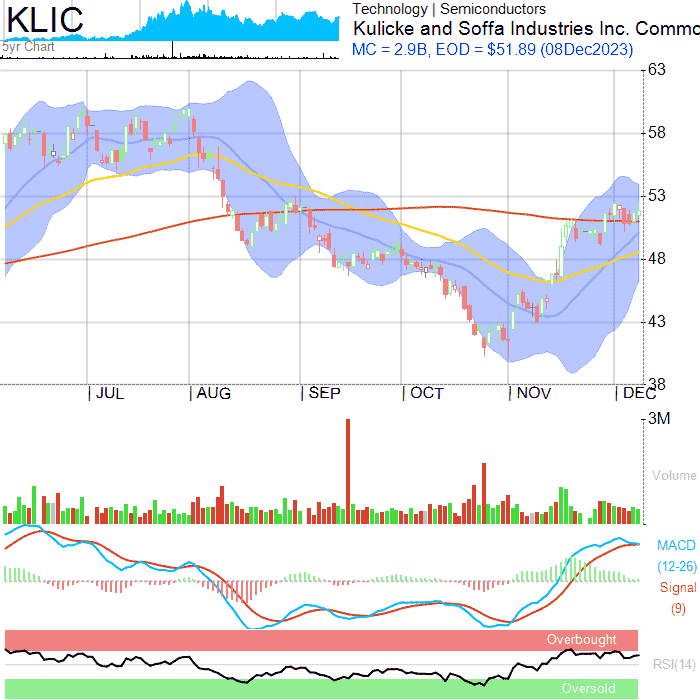 KLIC
5yr Chart
Technology | Semiconductors
Kulicke and Soffa Industries Inc. Commo
MC = 2.9B, EOD = $51.89 (08Dec2023)
63
58
53
48
43
38
JUL AUG SEP OCT NOV DEC
3M
Volume
MACD
(12-26)
Signal
(9)
Overbought
RSI(14)
Oversold